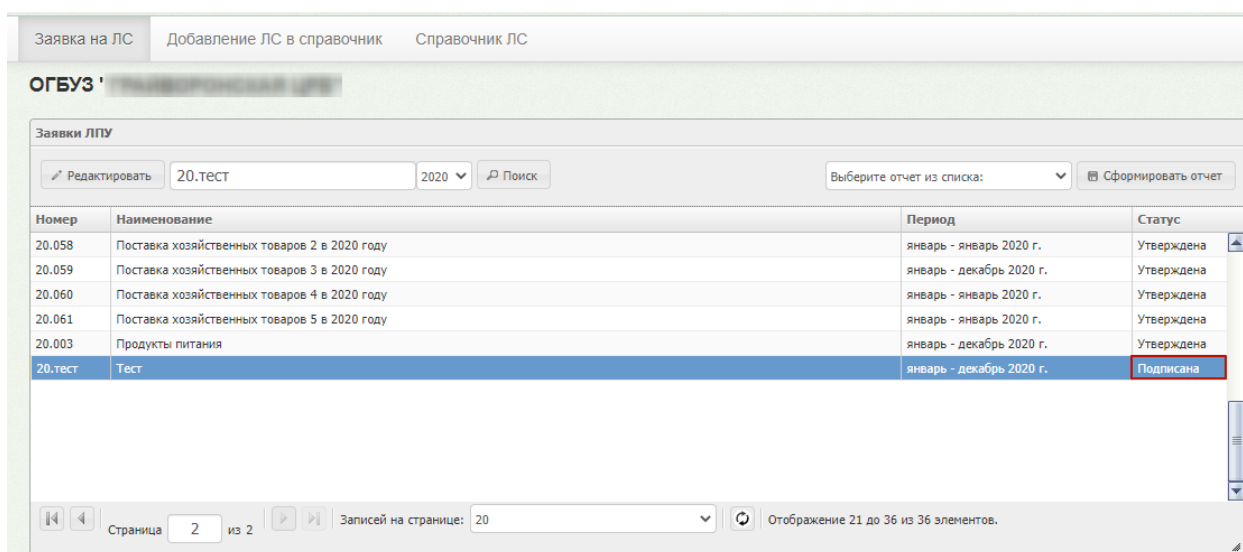 Заявка на ЛС Добавление ЛС в справочник Справочник ЛС
ОГБУЗ '
Заявки ЛПУ
Редактировать 20.тест 2020 Поиск Выберите отчет из списка: Сформировать отчет
Номер Наименование Период Статус
20.058 Поставка хозяйственных товаров 2 в 2020 году январь - январь 2020 г. Утверждена
20.059 Поставка хозяйственных товаров 3 в 2020 году январь - декабрь 2020 г. Утверждена
20.060 Поставка хозяйственных товаров 4 в 2020 году январь - январь 2020 г. Утверждена
20.061 Поставка хозяйственных товаров 5 в 2020 году январь - январь 2020 г. Утверждена
20.003 Продукты питания январь - декабрь 2020 г. Утверждена
20.тест Тест январь - декабрь 2020 г. Подписана
Страница 2 из 2 Записей на странице: 20 Отображение 21 до 36 из 36 элементов.